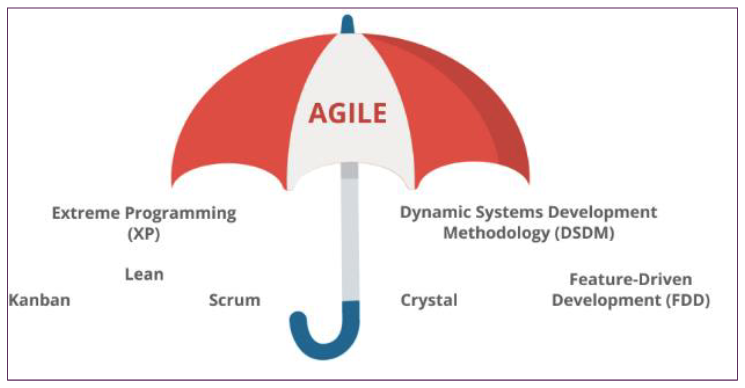 AGILE
Extreme Programming
(XP)
Dynamic Systems Development
Methodology (DSDM)
Lean
Kanban
Scrum
Crystal
Feature-Driven
Development (FDD)